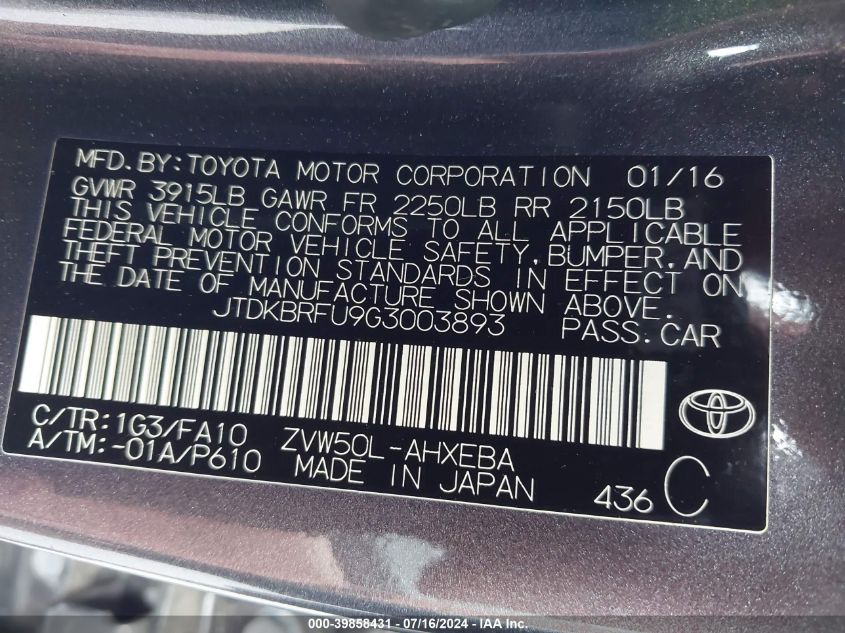 MFD.BY:TOYOTA MOTOR CORPORATION 01/16
GVWR 3915LB GAWR FR 2250LB RR 2150LB
THIS VEHICLE CONFORMS TO ALL APPLICABLE
FEDERAL MOTOR VEHICLE SAFETY,BUMPER,AND
THEFT PREVENTION STANDARDS IN EFFECT ON
THE DATE OF MANUFACTURE SHOWN ABOVE.
JTDKBRFU9G3003893 PASS.CAR
C/TR:1G3/FA10 ZVW50L-AHXEBA
A/TM:-01A/P610 MADE IN JAPAN 436 C
000-39858431 - 07/16/2024 - IAAI.com